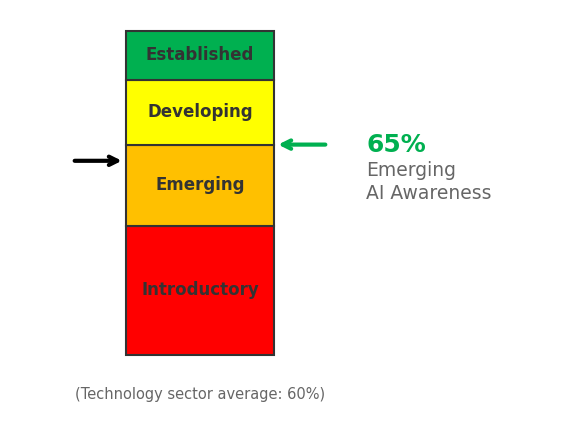 Established
Developing
65%
Emerging
AI Awareness
Emerging
Introductory
(Technology sector average: 60%)